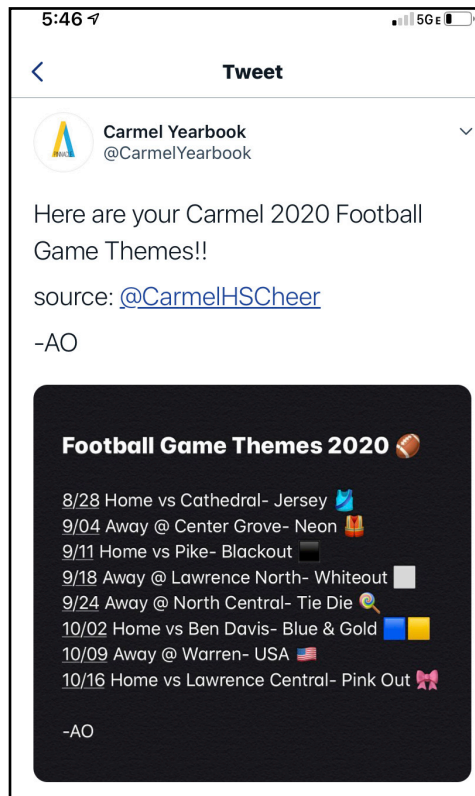 5:46
5G E
Tweet
PINNACLE
Carmel Yearbook
@CarmelYearbook
Here are your Carmel 2020 Football
Game Themes!!
source: @CarmelHSCheer
-AO
Football Game Themes 2020 🏈
8/28 Home vs Cathedral- Jersey 🎽
9/04 Away @ Center Grove- Neon 🦺
9/11 Home vs Pike- Blackout ⬛
9/18 Away @ Lawrence North- Whiteout ⬜
9/24 Away @ North Central- Tie Die 🍭
10/02 Home vs Ben Davis- Blue & Gold 🟦🟨
10/09 Away @ Warren- USA 🇺🇸
10/16 Home vs Lawrence Central- Pink Out 🎀
-AO